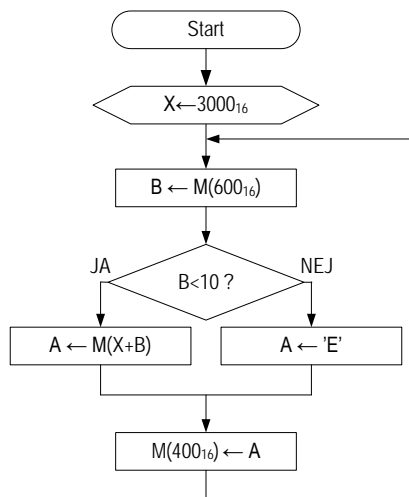 Start
X←3000₁₆
B ← M(600₁₆)
JA
NEJ
B<10 ?
A ← M(X+B)
A ← 'E'
M(400₁₆) ← A